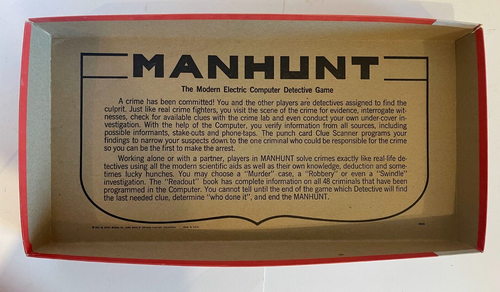 MANHUNT
The Modern Electric Computer Detective Game
A crime has been committed! You and the other players are detectives assigned to find the
culprit. Just like real crime fighters, you visit the scene of the crime for evidence, interrogate wit-
nesses, check for available clues with the crime lab and even conduct your own under-cover in-
vestigation. With the help of the Computer, you verify information from all sources, including
possible informants, stake-outs and phone-taps. The punch card Clue Scanner programs your
findings to narrow your suspects down to the one criminal who could be responsible for the crime
so you can be the first to make the arrest.
Working alone or with a partner, players in MANHUNT solve crimes exactly like real-life de-
tectives using all the modern scientific aids as well as their own knowledge, deduction and some-
times lucky hunches. You may choose a "Murder" case, a "Robbery" or even a "Swindle"
investigation. The "Readout" book has complete information on all 48 criminals that have been
programmed in the Computer. You cannot tell until the end of the game which Detective will find
the last needed clue, determine "who done it", and end the MANHUNT.